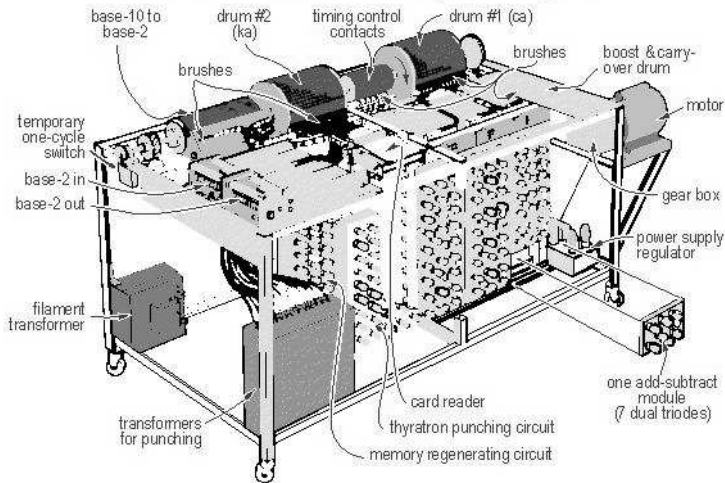 base-10 to
base-2
drum #2
(ka)
timing control
contacts
drum #1 (ca)
brushes
brushes
boost & carry-
over drum
motor
temporary
one-cycle
switch
base-2 in
base-2 out
gear box
power supply
regulator
filament
transformer
one add-subtract
module
(7 dual triodes)
card reader
transformers
for punching
thyratron punching circuit
memory regenerating circuit